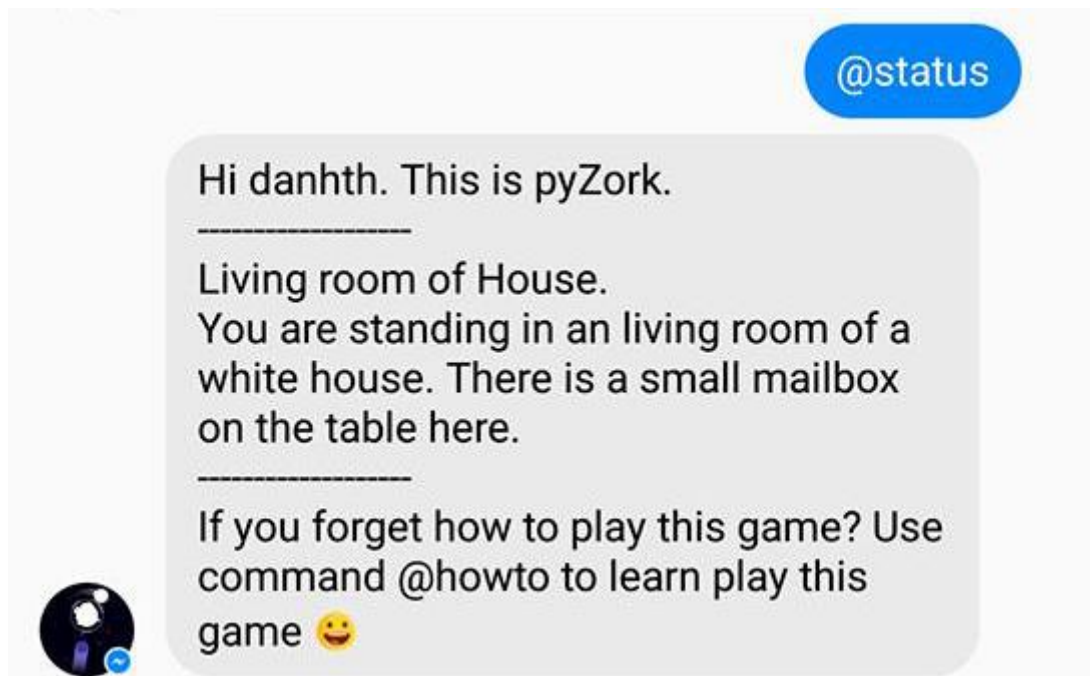 @status
Hi danhth. This is pyZork.
-------------------
Living room of House.
You are standing in an living room of a
white house. There is a small mailbox
on the table here.
-------------------
If you forget how to play this game? Use
command @howto to learn play this
game 😀